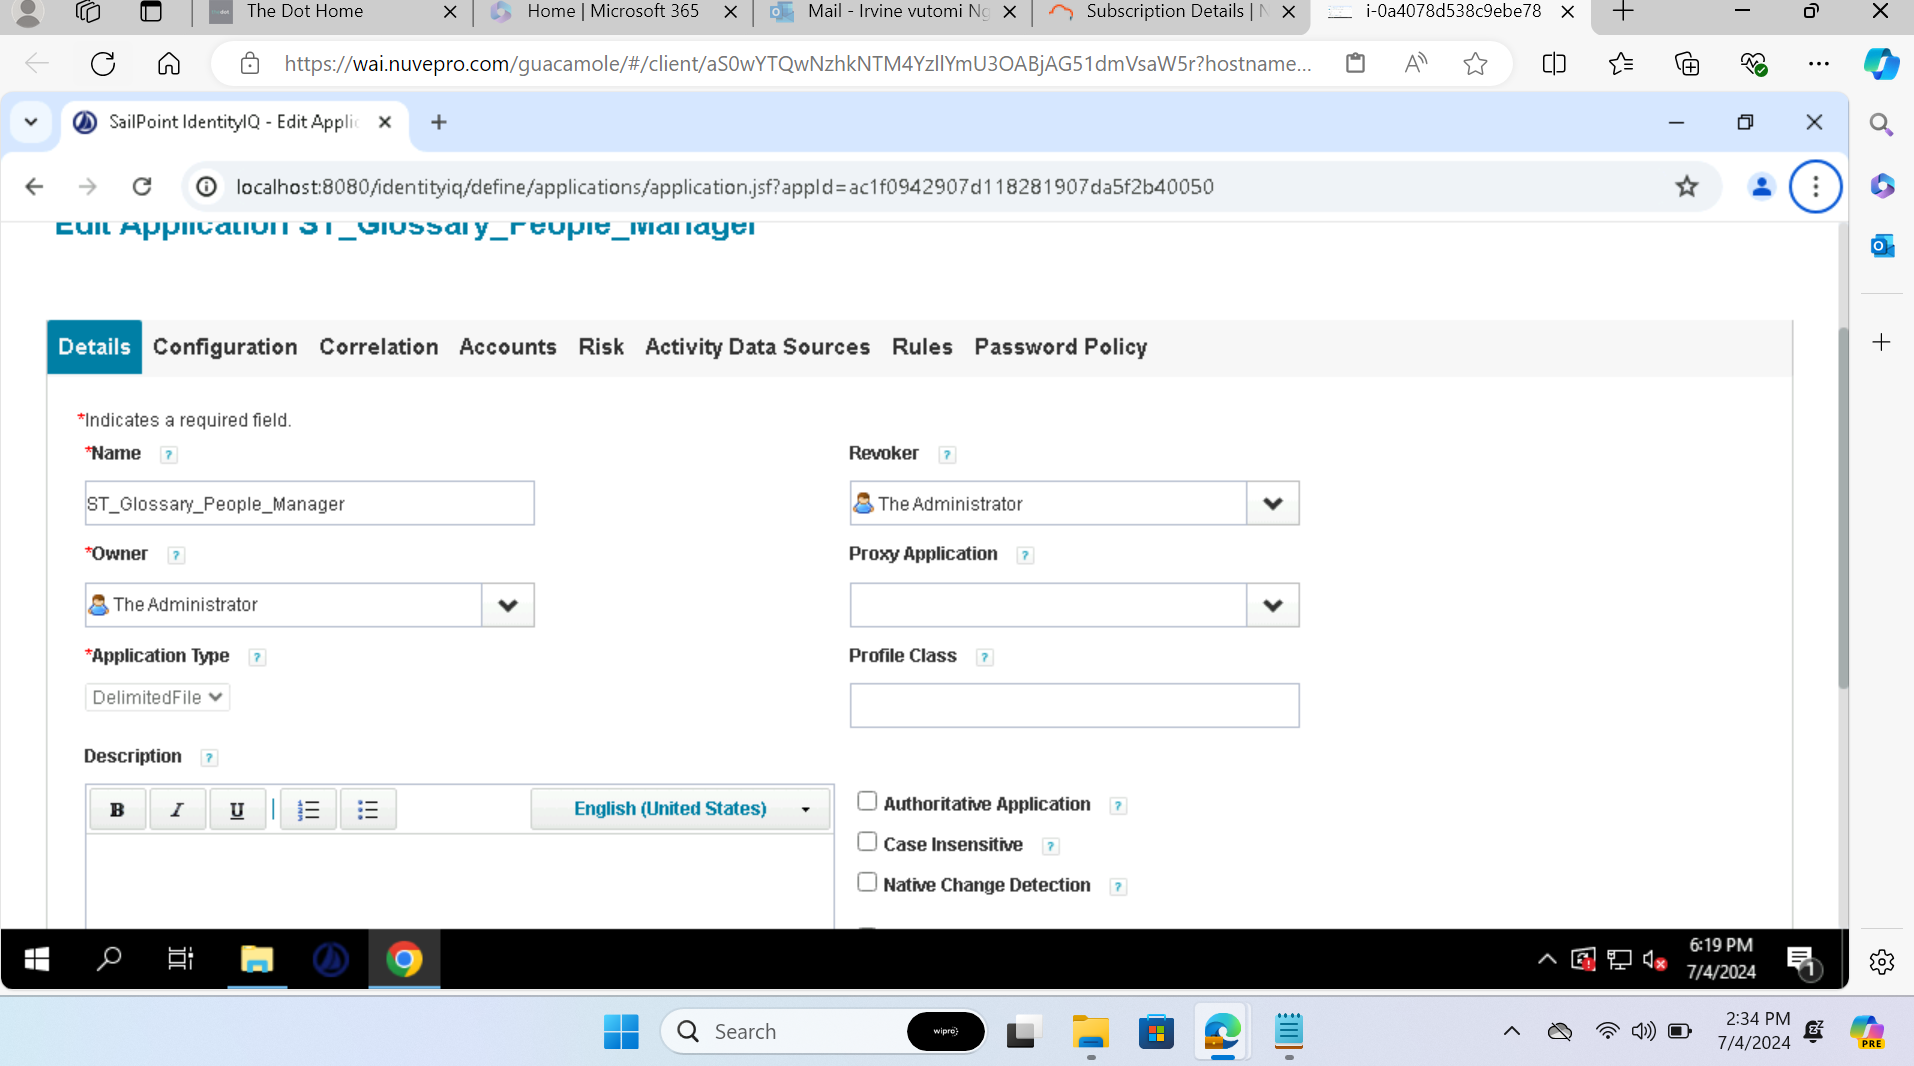 The Dot Home
Home | Microsoft 365
Mail - Irvine vutomi Ng
Subscription Details | N
i-0a4078d538c9ebe78
https://wai.nuvepro.com/guacamole/#/client/aS0wYTQwNzhkNTM4YzllYmU3OABjAG51dmVsaW5r?hostname...
SailPoint IdentityIQ - Edit Applic
localhost:8080/identityiq/define/applications/application.jsf?appId=ac1f0942907d118281907da5f2b40050
Edit Application ST_Glossary_People_Manager
Details Configuration Correlation Accounts Risk Activity Data Sources Rules Password Policy
*Indicates a required field.
*Name ?
Revoker ?
ST_Glossary_People_Manager
The Administrator
*Owner ?
Proxy Application ?
The Administrator
*Application Type ?
Profile Class ?
DelimitedFile
Description ?
B I U English (United States)
Authoritative Application ?
Case Insensitive ?
Native Change Detection ?
6:19 PM
7/4/2024
1
Search
wipro
2:34 PM
7/4/2024
PRE